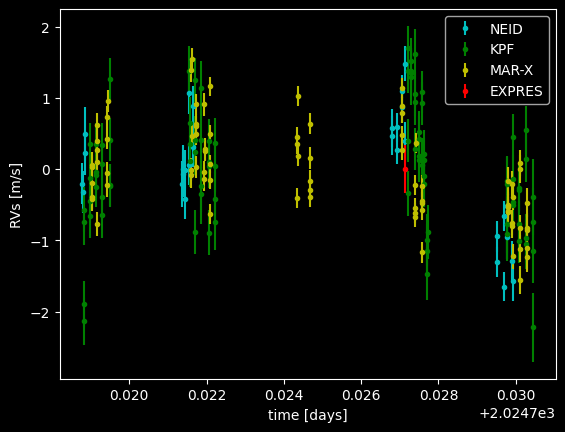 NEID
KPF
MAR-X
EXPRES
2
1
0
−1
−2
RVs [m/s]
0.020 0.022 0.024 0.026 0.028 0.030
time [days]
+2.0247e3